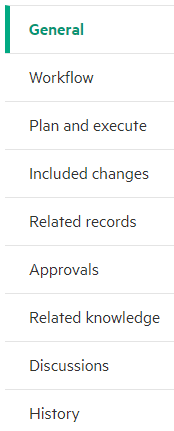 General
Workflow
Plan and execute
Included changes
Related records
Approvals
Related knowledge
Discussions
History